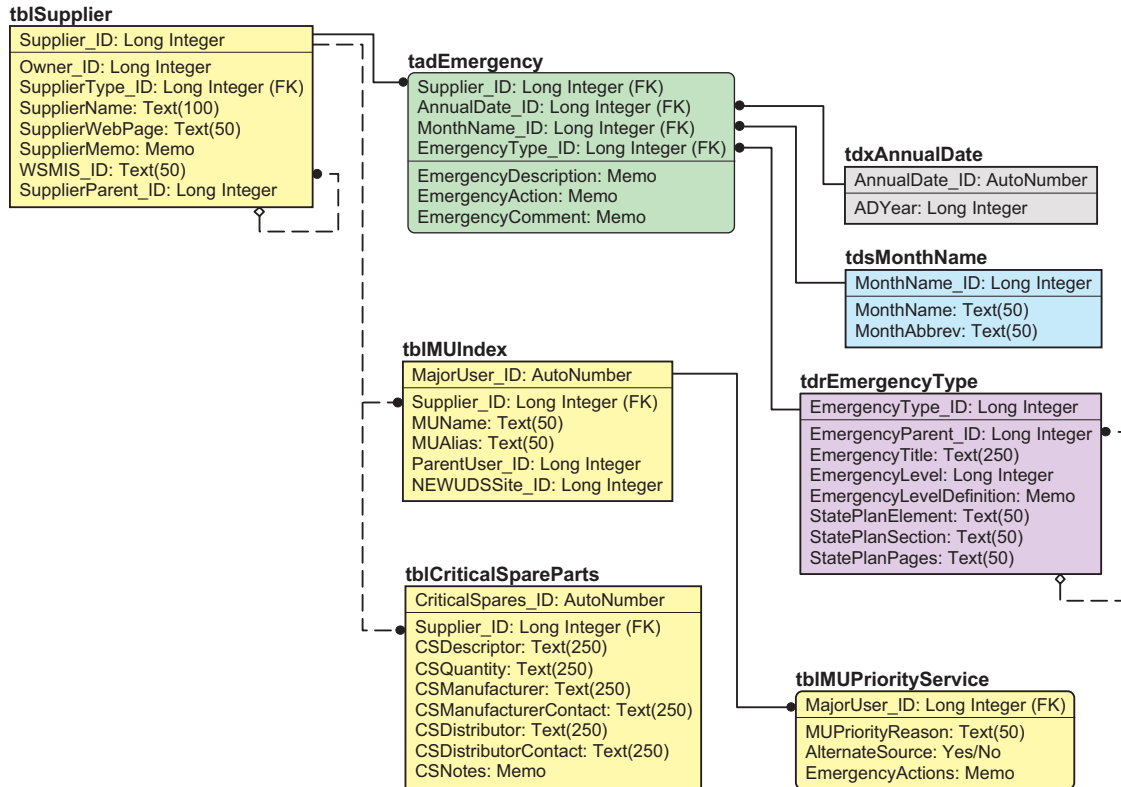 tblSupplier
Supplier_ID: Long Integer
Owner_ID: Long Integer
SupplierType_ID: Long Integer (FK)
SupplierName: Text(100)
SupplierWebPage: Text(50)
SupplierMemo: Memo
WSMIS_ID: Text(50)
SupplierParent_ID: Long Integer
tadEmergency
Supplier_ID: Long Integer (FK)
AnnualDate_ID: Long Integer (FK)
MonthName_ID: Long Integer (FK)
EmergencyType_ID: Long Integer (FK)
EmergencyDescription: Memo
EmergencyAction: Memo
EmergencyComment: Memo
tdxAnnualDate
AnnualDate_ID: AutoNumber
ADYear: Long Integer
tdsMonthName
MonthName_ID: Long Integer
MonthName: Text(50)
MonthAbbrev: Text(50)
tblMUIndex
MajorUser_ID: AutoNumber
Supplier_ID: Long Integer (FK)
MUName: Text(50)
MUAlias: Text(50)
ParentUser_ID: Long Integer
NEWUDSSite_ID: Long Integer
tdrEmergencyType
EmergencyType_ID: Long Integer
EmergencyParent_ID: Long Integer
EmergencyTitle: Text(250)
EmergencyLevel: Long Integer
EmergencyLevelDefinition: Memo
StatePlanElement: Text(50)
StatePlanSection: Text(50)
StatePlanPages: Text(50)
tblCriticalSpareParts
CriticalSpares_ID: AutoNumber
Supplier_ID: Long Integer (FK)
CSDescriptor: Text(250)
CSQuantity: Text(250)
CSManufacturer: Text(250)
CSManufacturerContact: Text(250)
CSDistributor: Text(250)
CSDistributorContact: Text(250)
CSNotes: Memo
tblMUPriorityService
MajorUser_ID: Long Integer (FK)
MUPriorityReason: Text(50)
AlternateSource: Yes/No
EmergencyActions: Memo